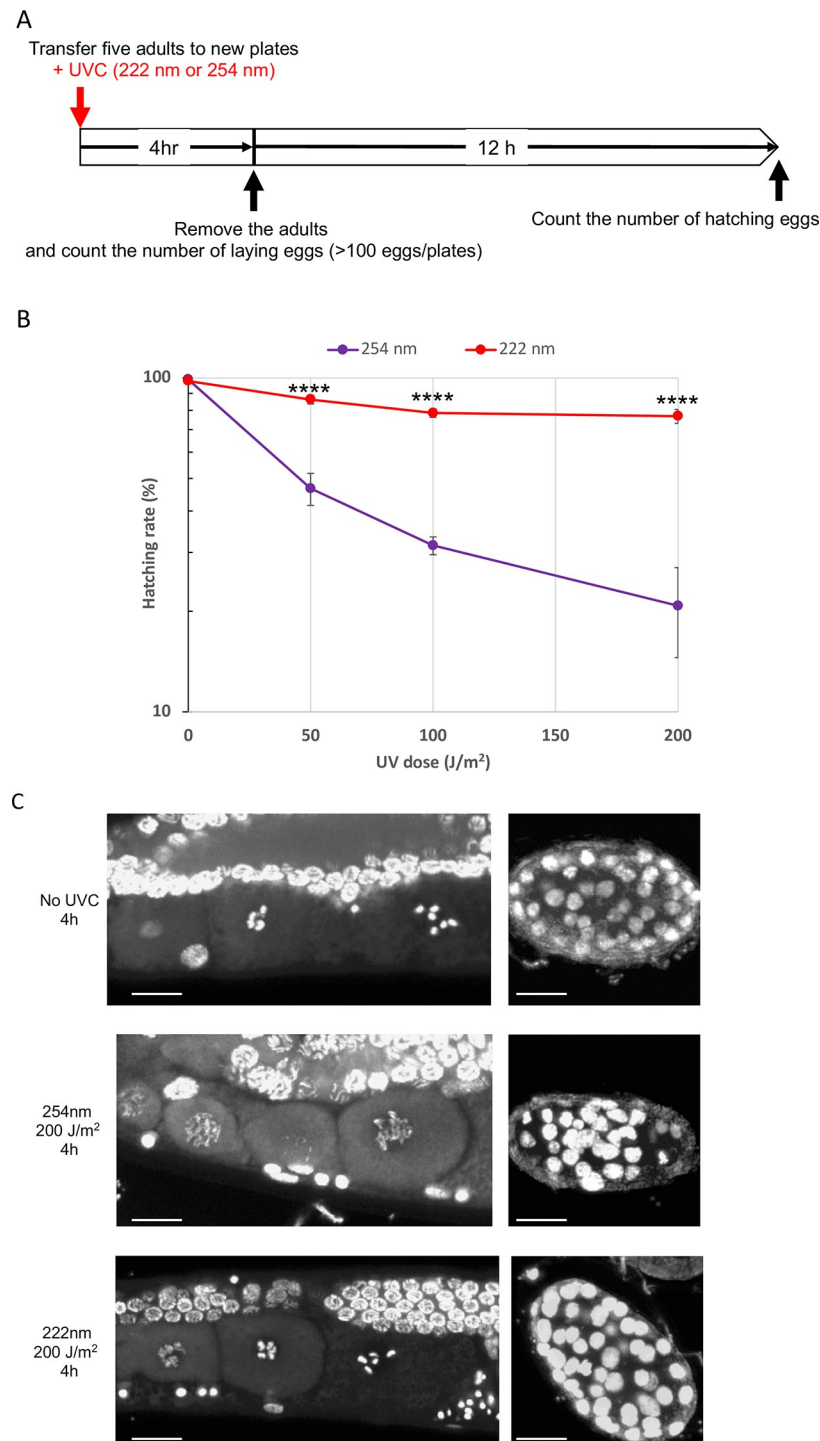 A
Transfer five adults to new plates
+ UVC (222 nm or 254 nm)
4hr
12 h
Remove the adults
and count the number of laying eggs (>100 eggs/plates)
Count the number of hatching eggs
B
254 nm
222 nm
100
****
****
****
Hatching rate (%)
10
0
50
100
150
200
UV dose (J/m²)
C
No UVC
4h
254nm
200 J/m²
4h
222nm
200 J/m²
4h